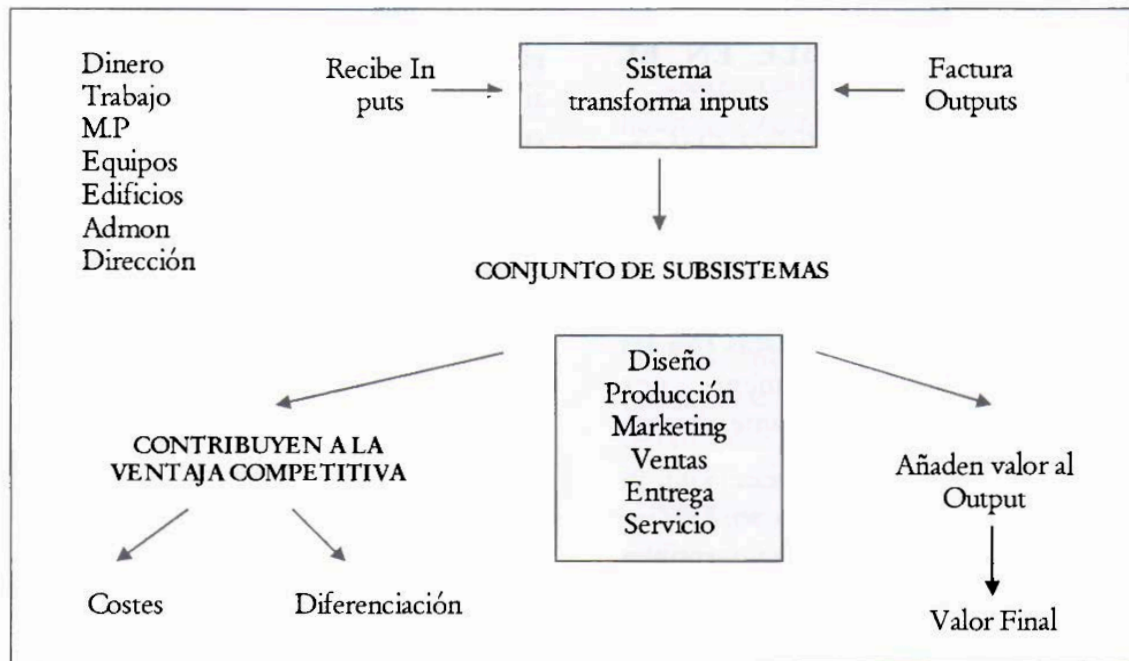 Dinero
Trabajo
M.P
Equipos
Edificios
Admon
Dirección
Recibe In
puts
Sistema
transforma inputs
Factura
Outputs
CONJUNTO DE SUBSISTEMAS
Diseño
Producción
Marketing
Ventas
Entrega
Servicio
CONTRIBUYEN A LA
VENTAJA COMPETITIVA
Costes
Diferenciación
Añaden valor al
Output
Valor Final